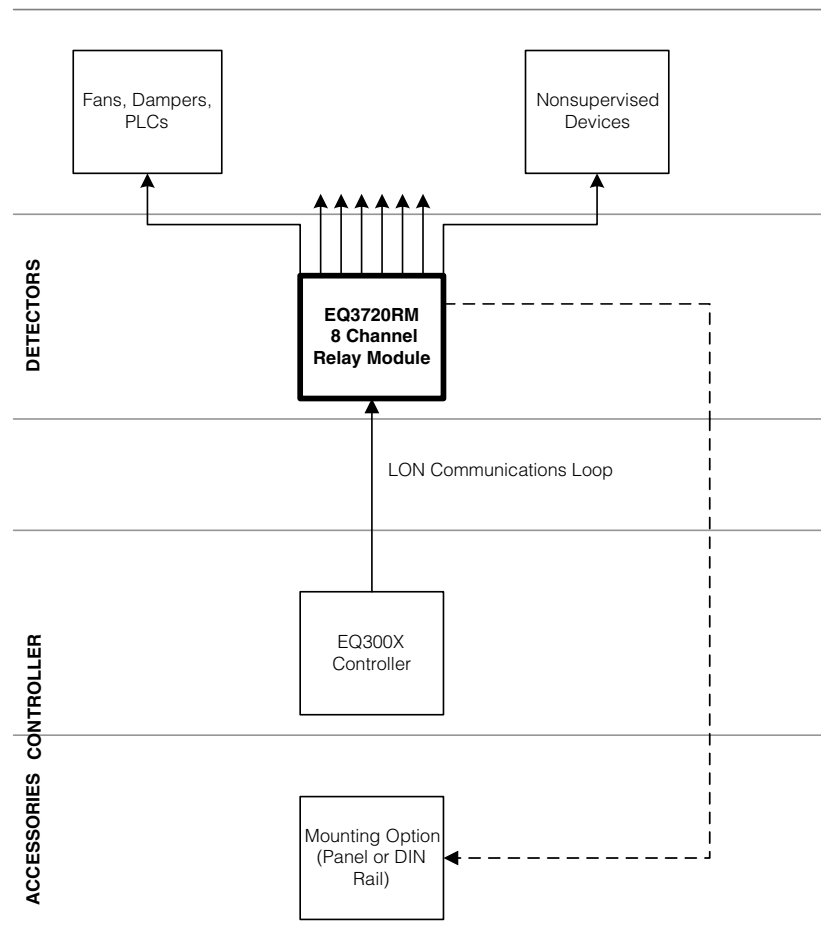 Fans, Dampers,
PLCs
Nonsupervised
Devices
DETECTORS
EQ3720RM
8 Channel
Relay Module
LON Communications Loop
CONTROLLER
EQ300X
Controller
ACCESSORIES
Mounting Option
(Panel or DIN
Rail)